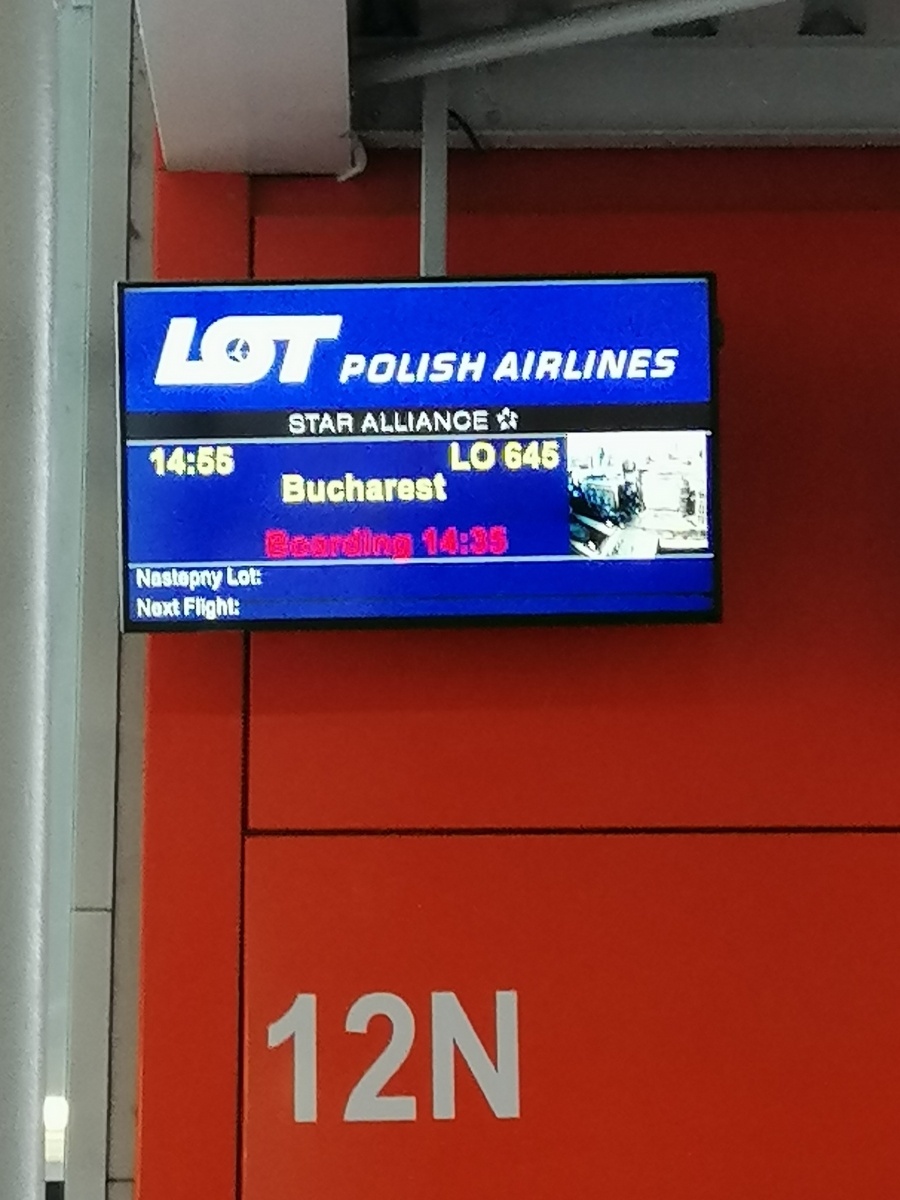 LOT POLISH AIRLINES
STAR ALLIANCE
14:55 LO 645
Bucharest
Boarding 14:35
Nastepny Lot:
Next Flight:
12N